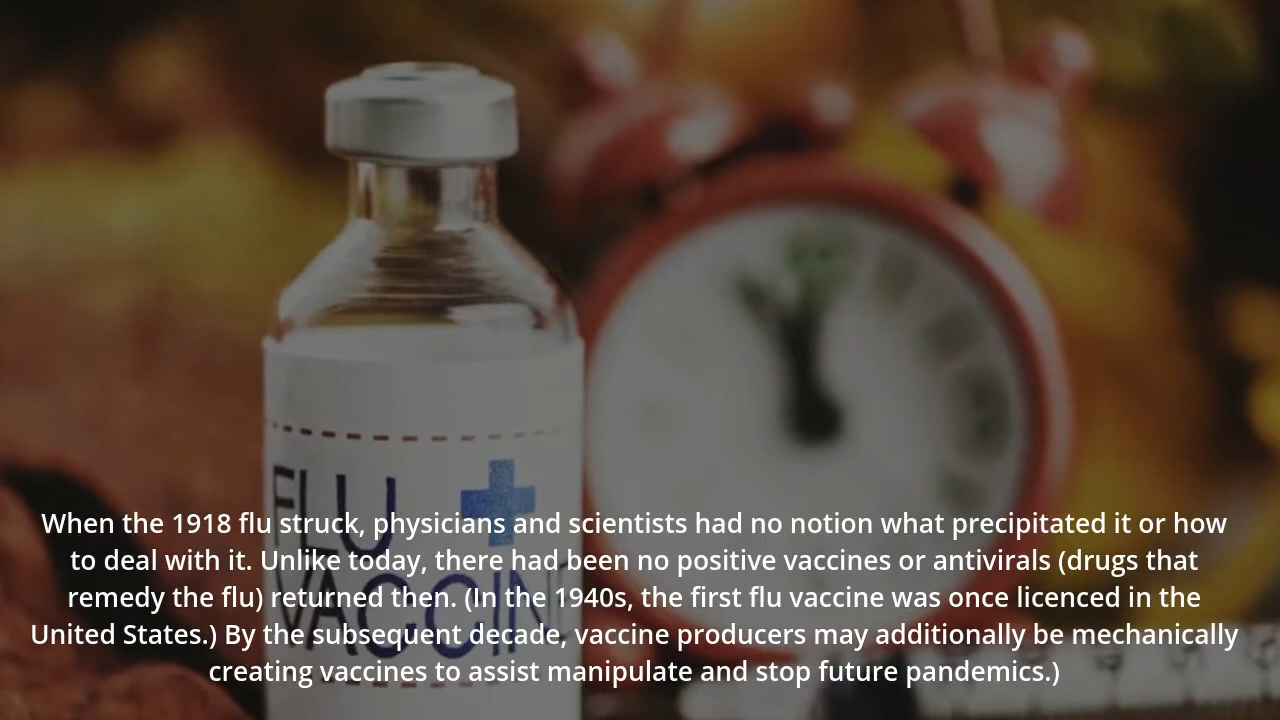 FLU
VACCIN
When the 1918 flu struck, physicians and scientists had no notion what precipitated it or how
to deal with it. Unlike today, there had been no positive vaccines or antivirals (drugs that
remedy the flu) returned then. (In the 1940s, the first flu vaccine was once licenced in the
United States.) By the subsequent decade, vaccine producers may additionally be mechanically
creating vaccines to assist manipulate and stop future pandemics.)